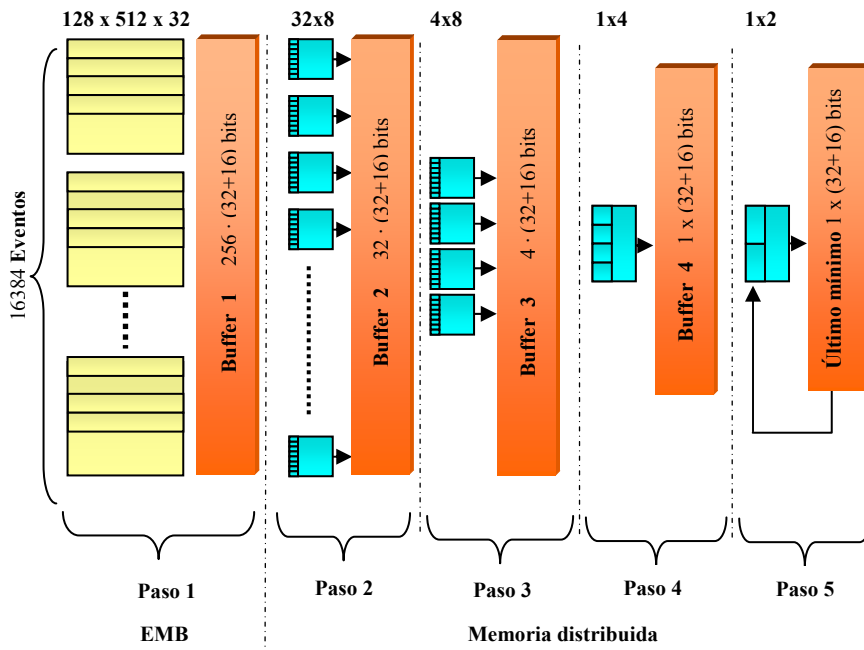 128 x 512 x 32
32x8
4x8
1x4
1x2
16384 Eventos
Buffer 1 256 · (32+16) bits
Buffer 2 32 · (32+16) bits
Buffer 3 4 · (32+16) bits
Buffer 4 1 x (32+16) bits
Último mínimo 1 x (32+16) bits
Paso 1
Paso 2
Paso 3
Paso 4
Paso 5
EMB
Memoria distribuida